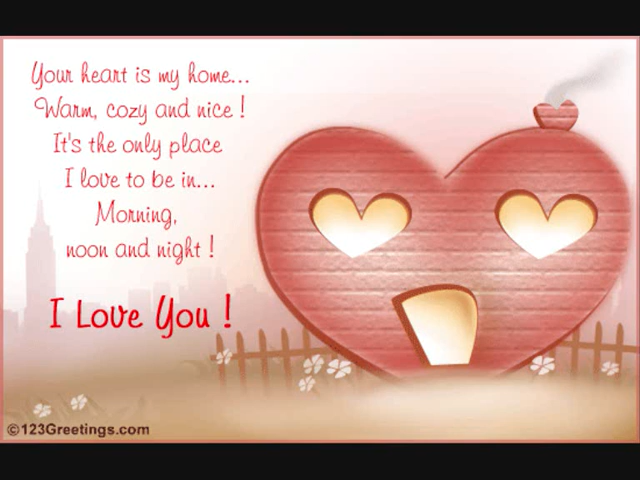 Your heart is my home...
Warm, cozy and nice !
It's the only place
I love to be in...
Morning,
noon and night !
I Love You !
©123Greetings.com